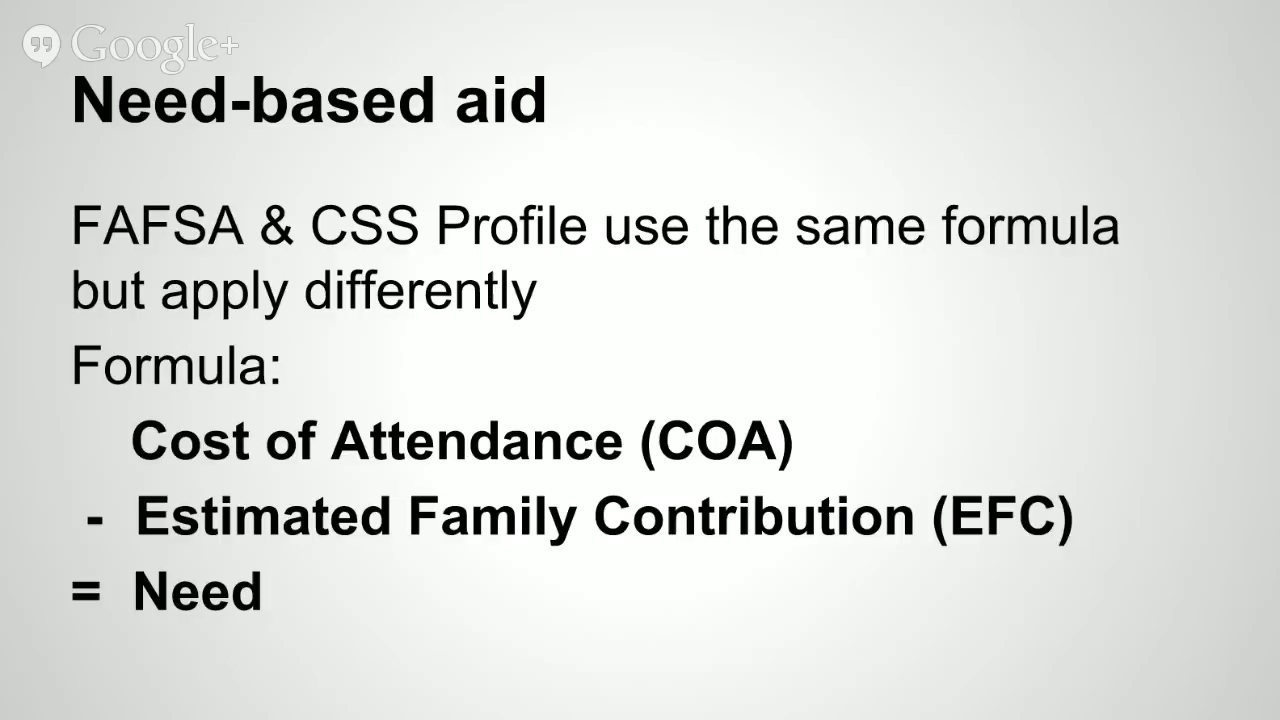 Google+
Need-based aid
FAFSA & CSS Profile use the same formula
but apply differently
Formula:
Cost of Attendance (COA)
- Estimated Family Contribution (EFC)
= Need